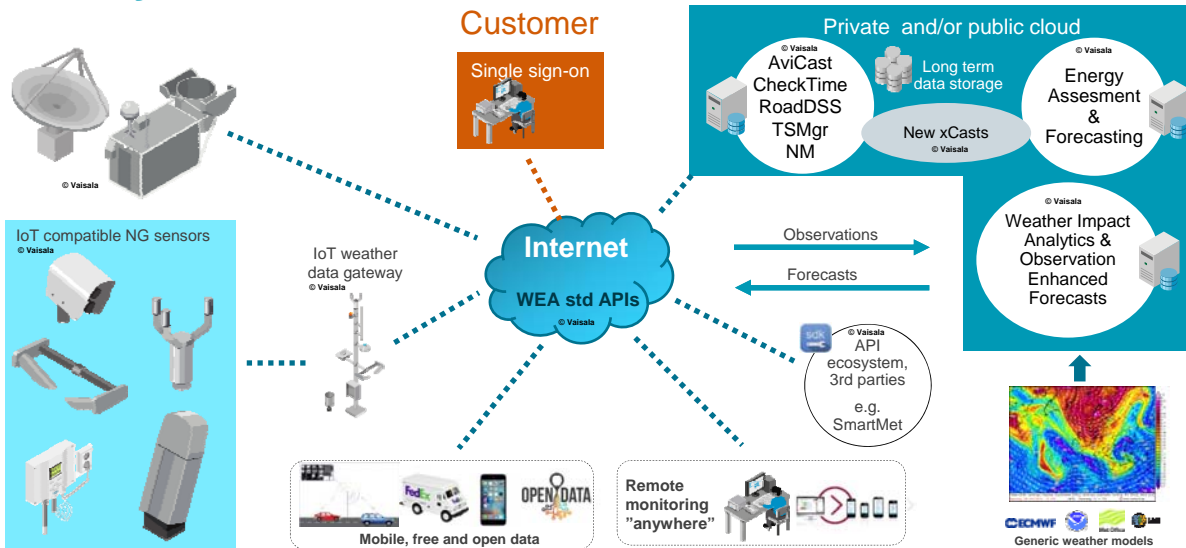 Customer
Single sign-on
Private and/or public cloud
© Vaisala
AviCast
CheckTime
RoadDSS
TSMgr
NM
Long term
data storage
© Vaisala
Energy
Assesment
&
Forecasting
New xCasts
© Vaisala
© Vaisala
Weather Impact
Analytics &
Observation
Enhanced
Forecasts
© Vaisala
IoT compatible NG sensors
© Vaisala
IoT weather
data gateway
© Vaisala
Internet
WEA std APIs
© Vaisala
Observations
Forecasts
sdk
© Vaisala
API
ecosystem,
3rd parties
e.g.
SmartMet
FedEx
OPEN DATA
Mobile, free and open data
Remote
monitoring
”anywhere”
ECMWF
Met Office
Generic weather models